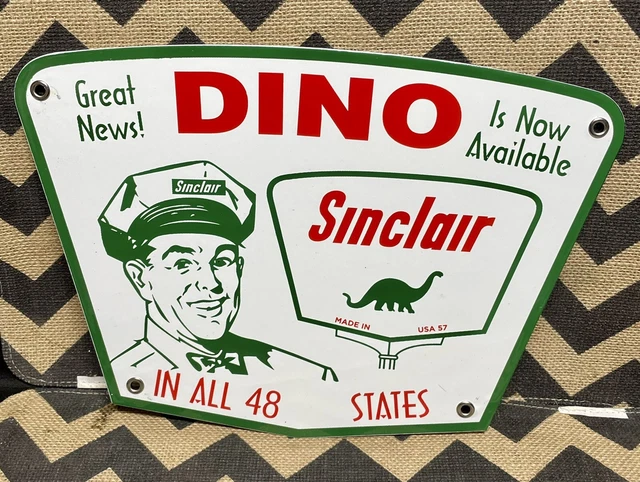 Great
News!
DINO
Is Now
Available
Sinclair
Sinclair
MADE IN USA 57
IN ALL 48 STATES